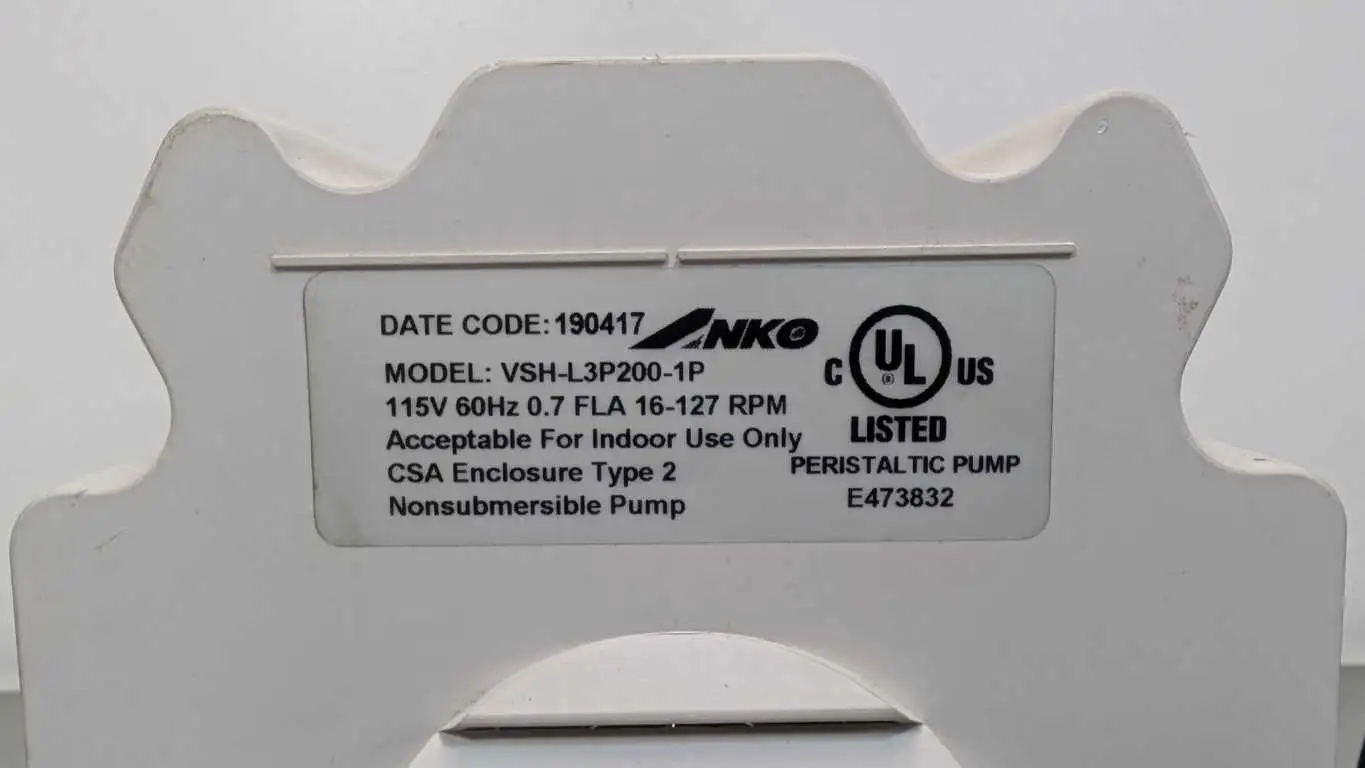 DATE CODE: 190417 ANKO
MODEL: VSH-L3P200-1P
115V 60Hz 0.7 FLA 16-127 RPM
Acceptable For Indoor Use Only
CSA Enclosure Type 2
Nonsubmersible Pump
C UL ® US
LISTED
PERISTALTIC PUMP
E473832